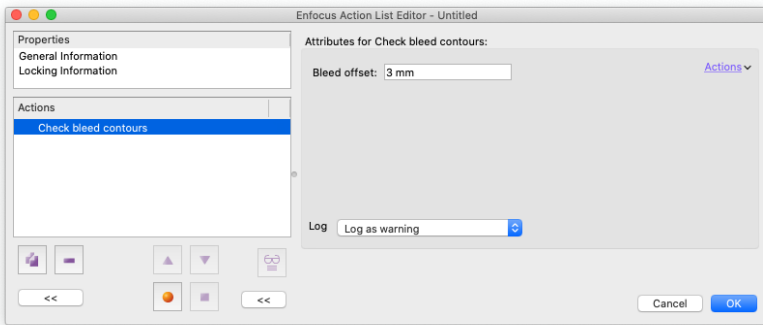 Enfocus Action List Editor - Untitled
Properties
General Information
Locking Information
Actions
Check bleed contours
<<
<<
Attributes for Check bleed contours:
Bleed offset: 3 mm
Actions
Log Log as warning
Cancel OK